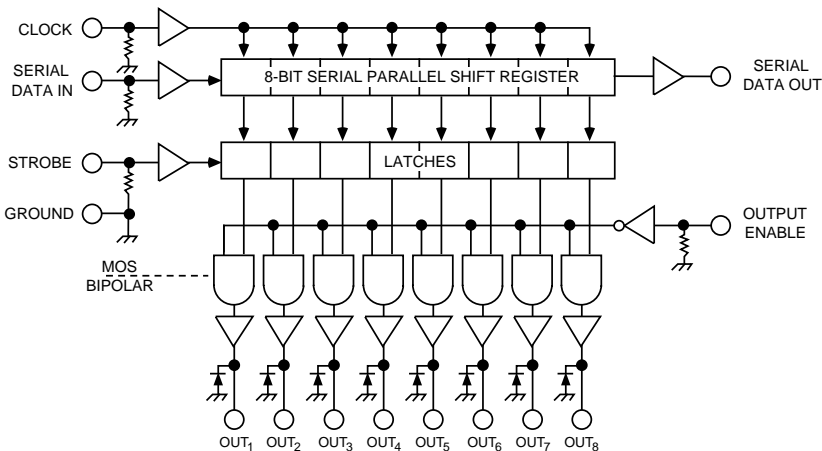 CLOCK
SERIAL
DATA IN
8-BIT SERIAL PARALLEL SHIFT REGISTER
SERIAL
DATA OUT
STROBE
LATCHES
GROUND
OUTPUT
ENABLE
MOS
BIPOLAR
OUT1 OUT2 OUT3 OUT4 OUT5 OUT6 OUT7 OUT8